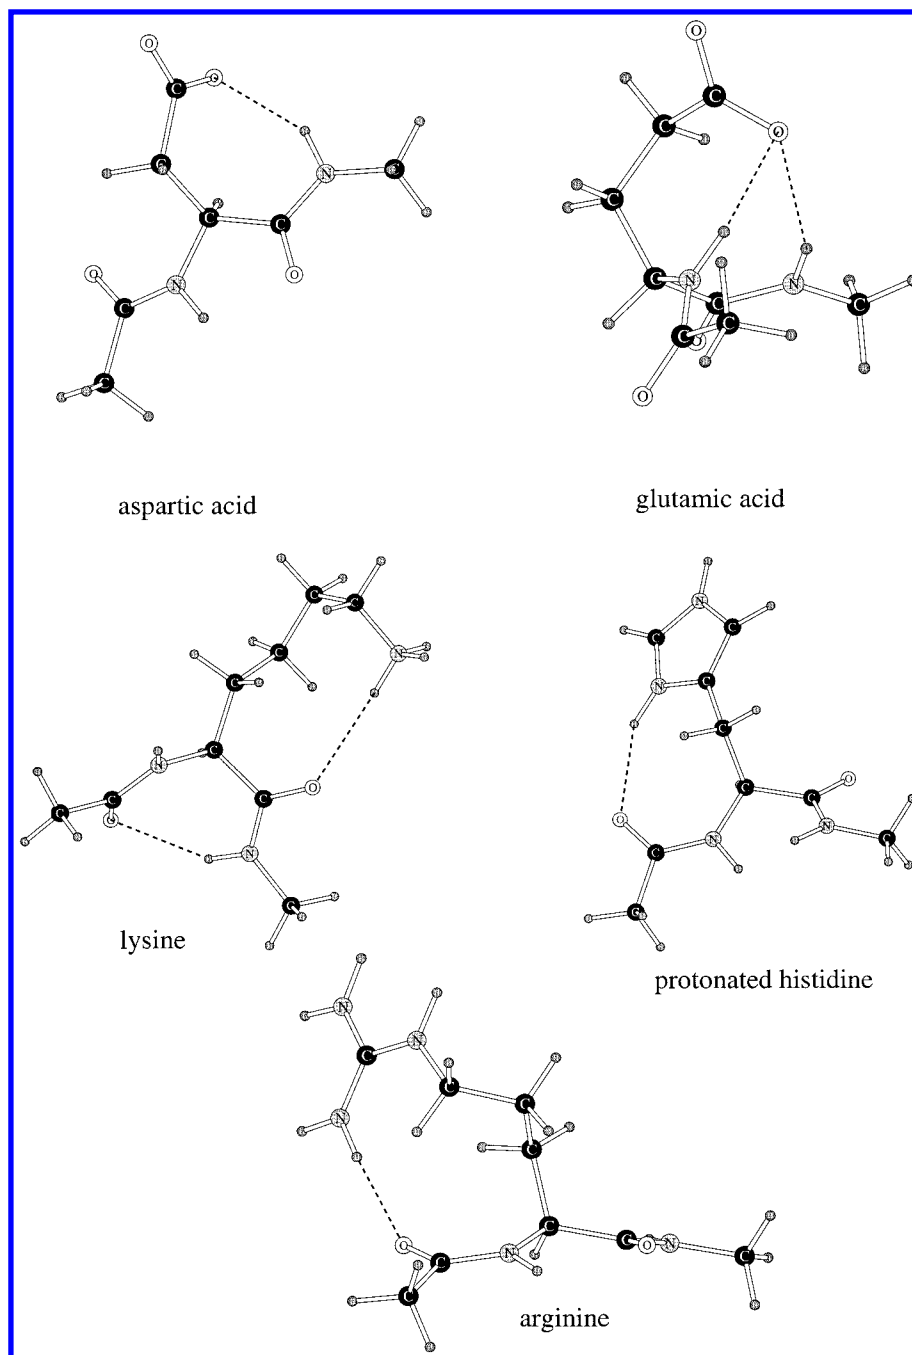 aspartic acid
glutamic acid
lysine
protonated histidine
arginine